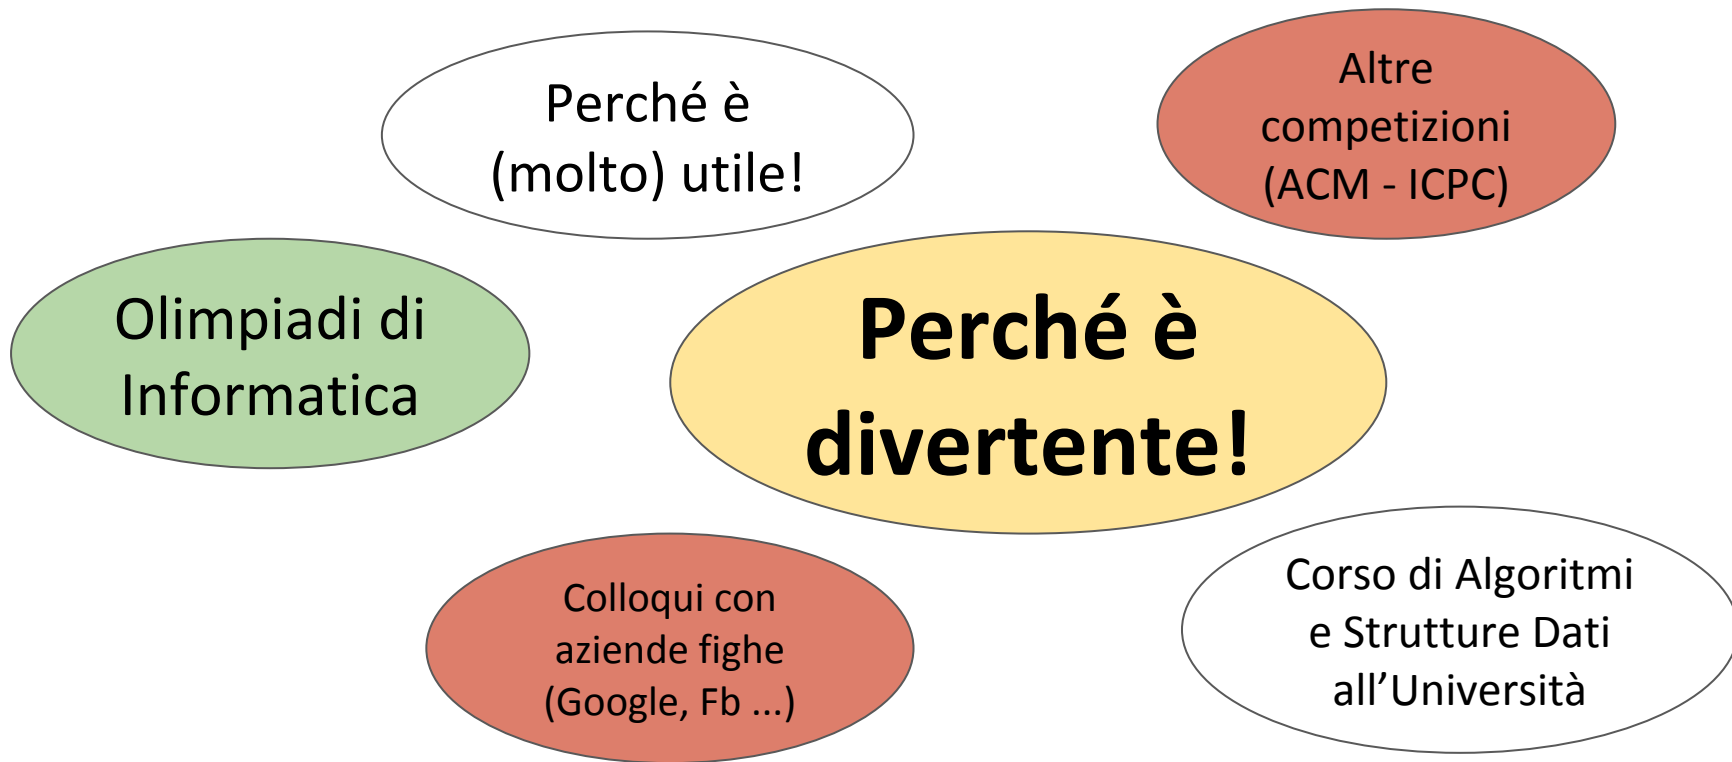 Perché è
(molto) utile!
Altre
competizioni
(ACM - ICPC)
Olimpiadi di
Informatica
Perché è
divertente!
Colloqui con
aziende fighe
(Google, Fb ...)
Corso di Algoritmi
e Strutture Dati
all’Università